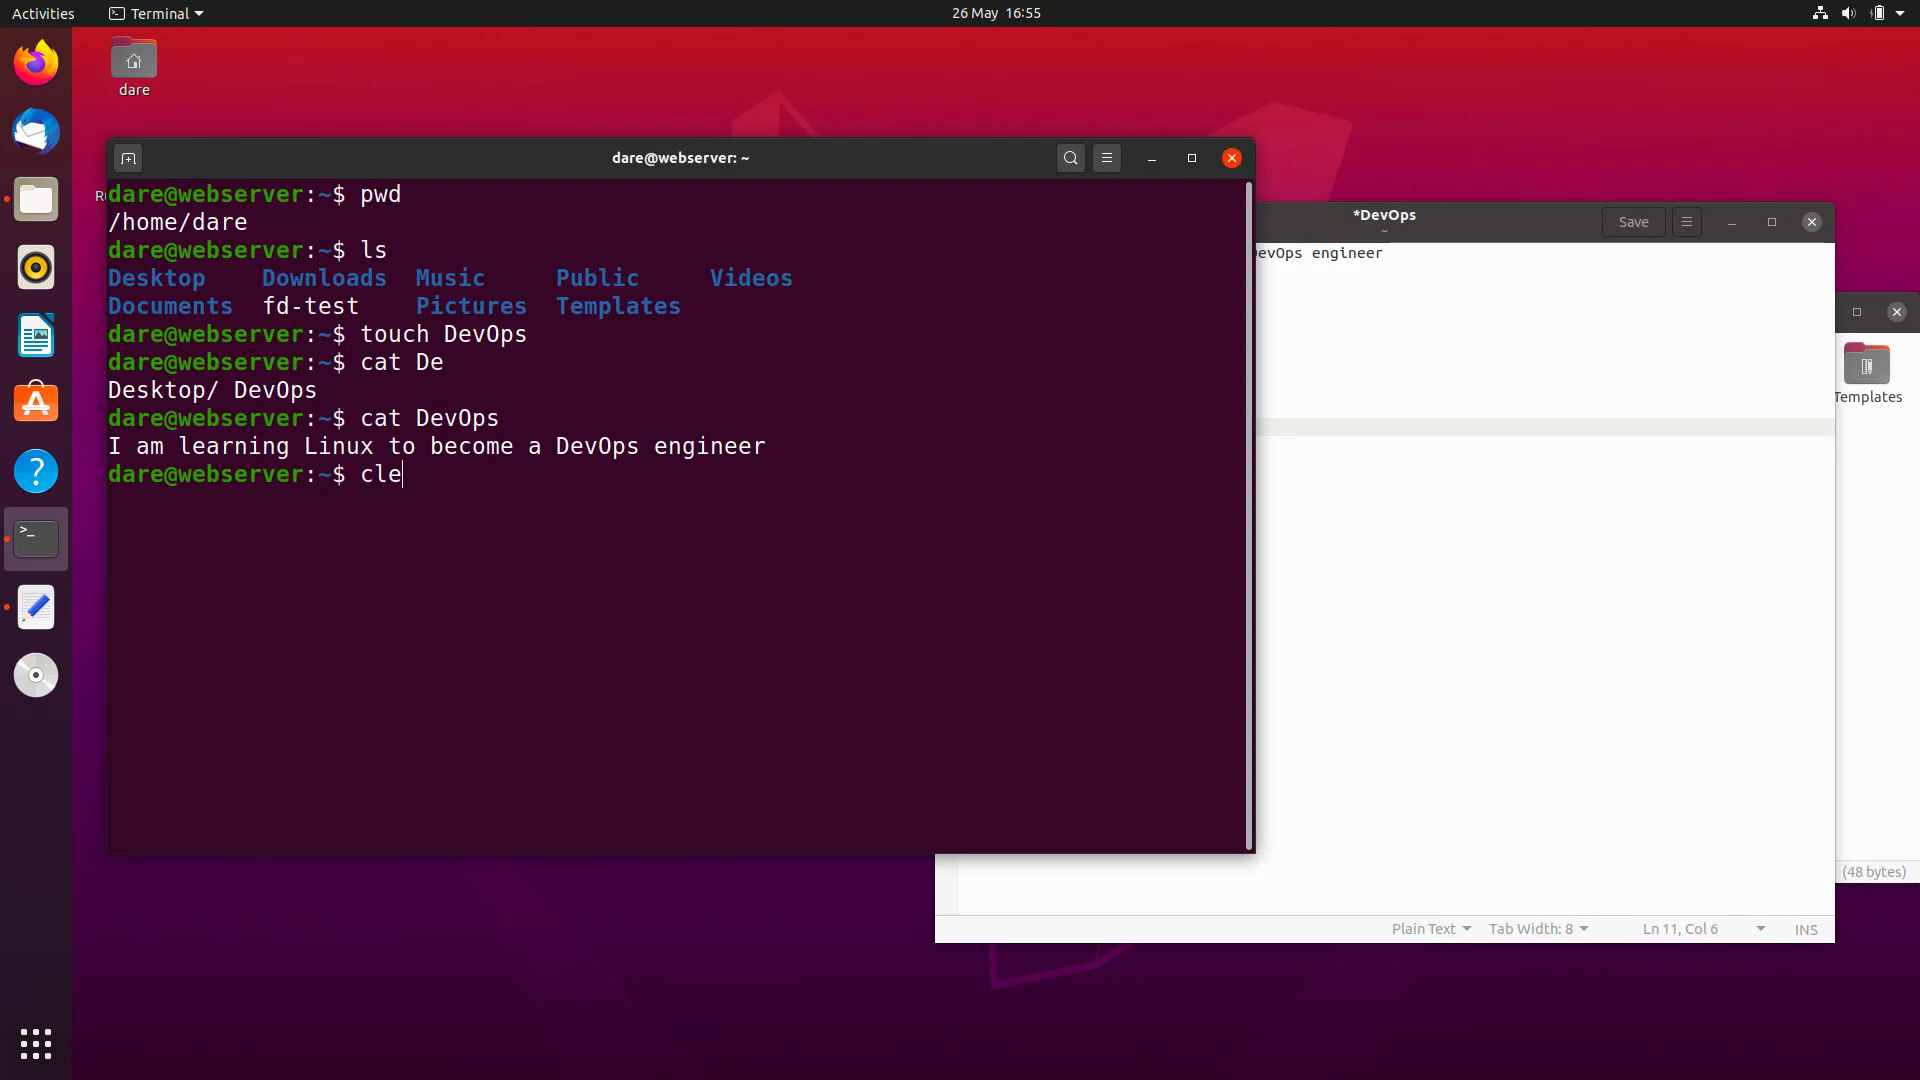 Activities
Terminal
26 May 16:55
dare
dare@webserver: ~
dare@webserver:~$ pwd
/home/dare
dare@webserver:~$ ls
Desktop Downloads Music Public Videos
Documents fd-test Pictures Templates
dare@webserver:~$ touch DevOps
dare@webserver:~$ cat De
Desktop/ DevOps
dare@webserver:~$ cat DevOps
I am learning Linux to become a DevOps engineer
dare@webserver:~$ cle
*DevOps
~
Save
DevOps engineer
Templates
(48 bytes)
Plain Text
Tab Width: 8
Ln 11, Col 6
INS